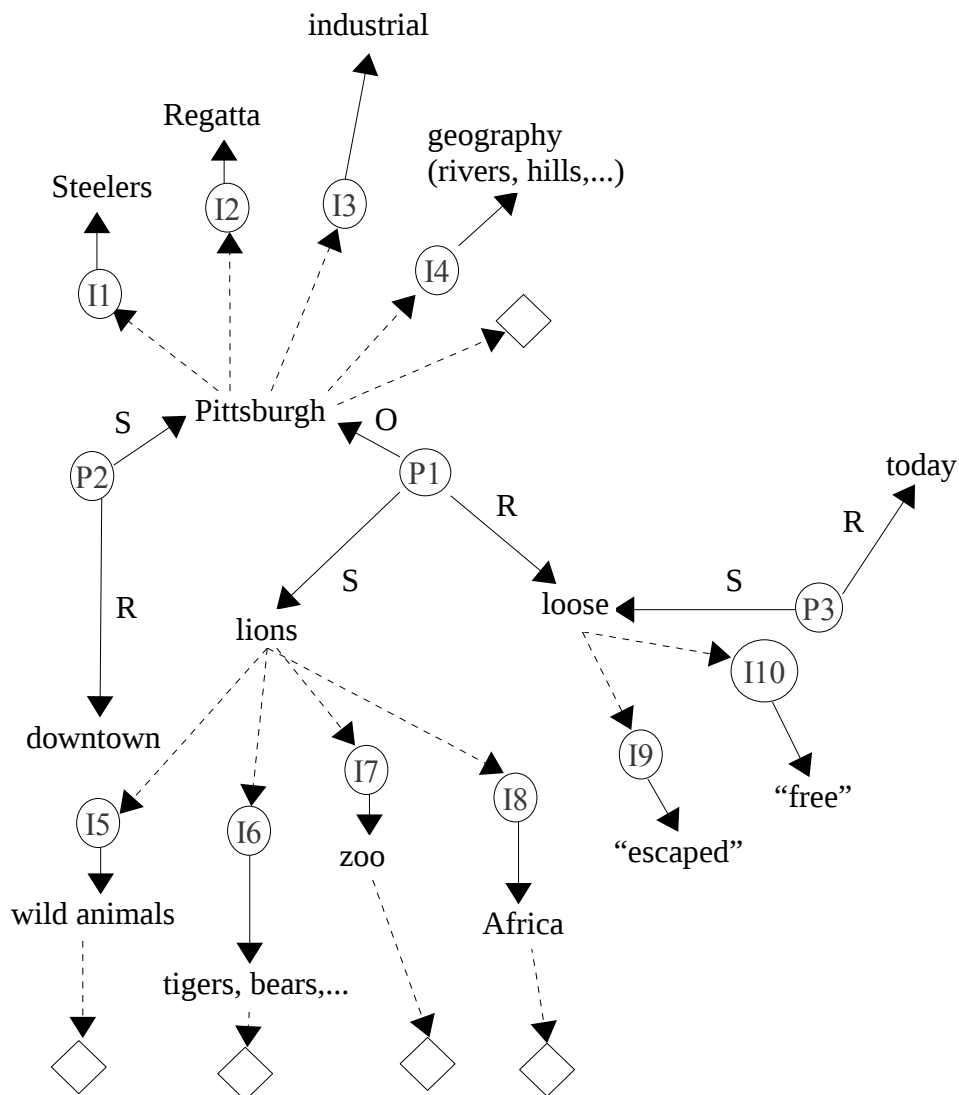 industrial
Regatta
geography
(rivers, hills,...)
Steelers
I2
I3
I4
I1
Pittsburgh
S
O
P2
P1
today
R
R
S
S
P3
R
loose
lions
I10
downtown
I9
I7
I8
"free"
I5
I6
zoo
"escaped"
wild animals
Africa
tigers, bears,...